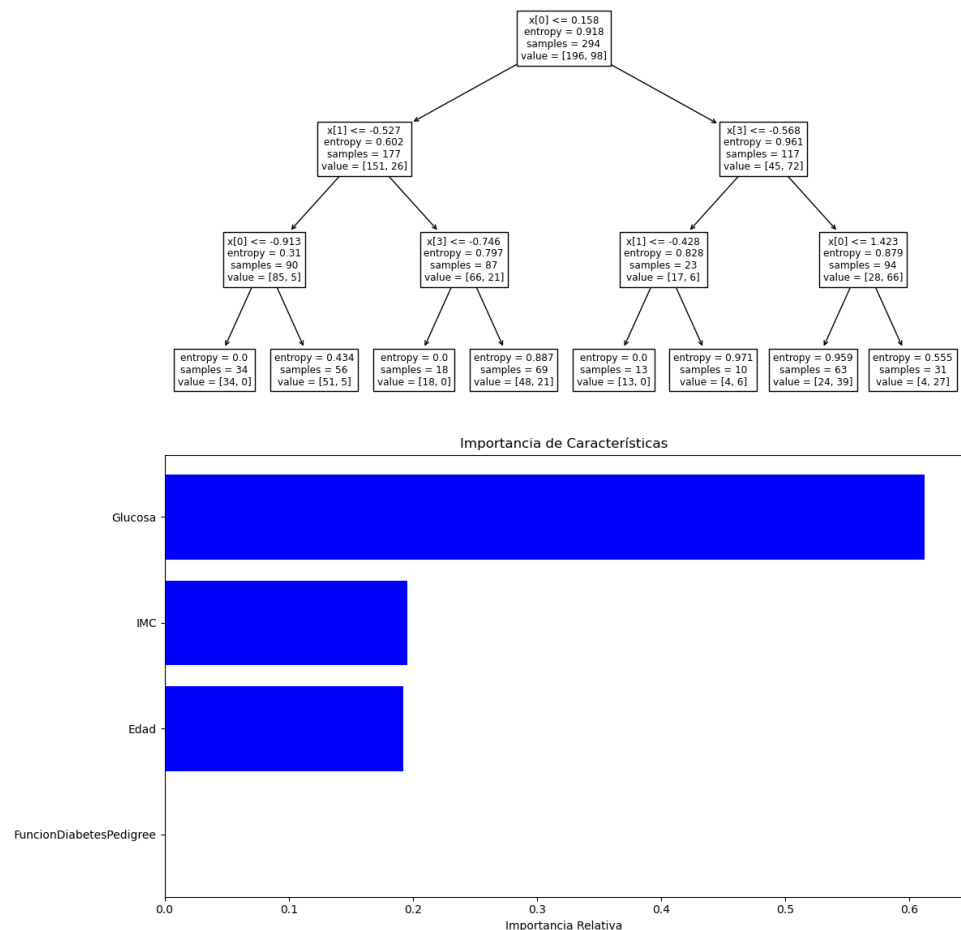 x[0] <= 0.158
entropy = 0.918
samples = 294
value = [196, 98]
x[1] <= -0.527
entropy = 0.602
samples = 177
value = [151, 26]
x[3] <= -0.568
entropy = 0.961
samples = 117
value = [45, 72]
x[0] <= -0.913
entropy = 0.31
samples = 90
value = [85, 5]
x[3] <= -0.746
entropy = 0.797
samples = 87
value = [66, 21]
x[1] <= -0.428
entropy = 0.828
samples = 23
value = [17, 6]
x[0] <= 1.423
entropy = 0.879
samples = 94
value = [28, 66]
entropy = 0.0
samples = 34
value = [34, 0]
entropy = 0.434
samples = 56
value = [51, 5]
entropy = 0.0
samples = 18
value = [18, 0]
entropy = 0.887
samples = 69
value = [48, 21]
entropy = 0.0
samples = 13
value = [13, 0]
entropy = 0.971
samples = 10
value = [4, 6]
entropy = 0.959
samples = 63
value = [24, 39]
entropy = 0.555
samples = 31
value = [4, 27]
Importancia de Características
Glucosa
IMC
Edad
FuncionDiabetesPedigree
0.0 0.1 0.2 0.3 0.4 0.5 0.6
Importancia Relativa